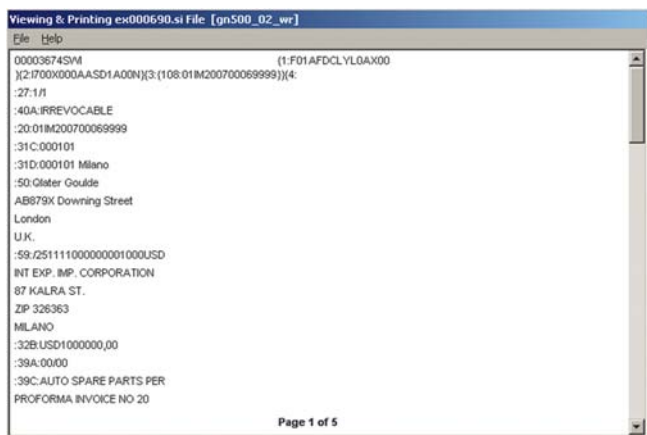 Viewing & Printing ex000690.si File [gn500_02_wr]
File Help
00003674SWI {1:F01AFDCLYL0AX00
}{2:I700X000AASD1A00N}{3:{108:01IM200700069999}}{4:
:27:1/1
:40A:IRREVOCABLE
:20:01IM200700069999
:31C:000101
:31D:000101 Milano
:50:Qlater Goulde
AB879X Downing Street
London
U.K.
:59:/251111000000001000USD
INT EXP. IMP. CORPORATION
87 KALRA ST.
ZIP 326363
MILANO
:32B:USD1000000,00
:39A:00/00
:39C:AUTO SPARE PARTS PER
PROFORMA INVOICE NO 20
Page 1 of 5